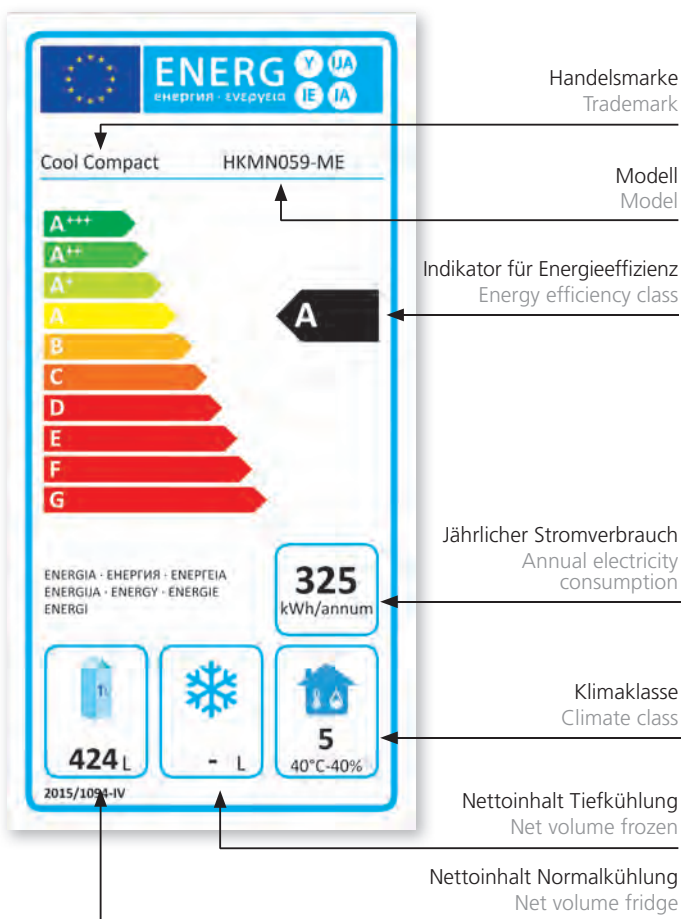 ENERG Y UA
енергия · ενεργεια IE IA
Handelsmarke
Trademark
Cool Compact HKMN059-ME
Modell
Model
A+++
A++
A+
A
B
C
D
E
F
G
A
Indikator für Energieeffizienz
Energy efficiency class
Jährlicher Stromverbrauch
Annual electricity
consumption
ENERGIA · ЕНЕРГИЯ · ΕΝΕΡΓΕΙΑ
ENERGIJA · ENERGY · ENERGIE
ENERGI
325
kWh/annum
Klimaklasse
Climate class
424 L
- L
5
40°C-40%
2015/1094-IV
Nettoinhalt Tiefkühlung
Net volume frozen
Nettoinhalt Normalkühlung
Net volume fridge